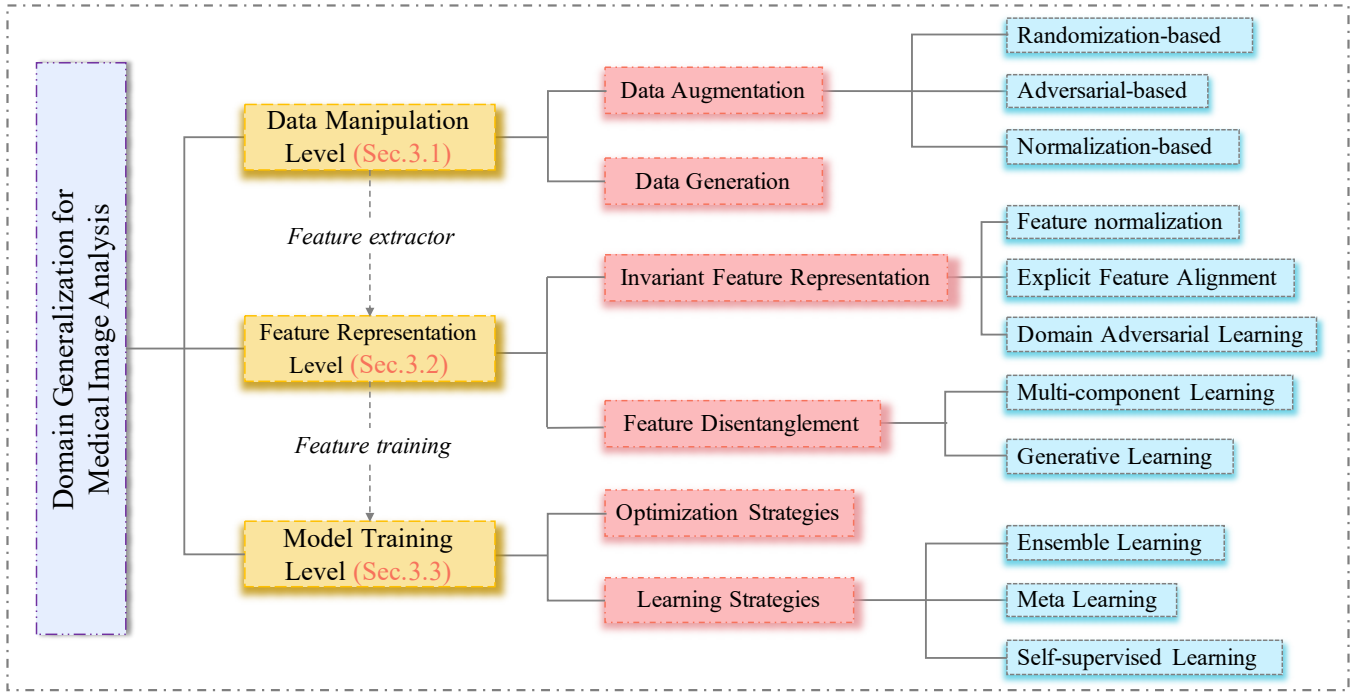 Domain Generalization for
Medical Image Analysis
Data Manipulation
Level (Sec.3.1)
Feature extractor
Feature Representation
Level (Sec.3.2)
Feature training
Model Training
Level (Sec.3.3)
Data Augmentation
Data Generation
Invariant Feature Representation
Feature Disentanglement
Optimization Strategies
Learning Strategies
Randomization-based
Adversarial-based
Normalization-based
Feature normalization
Explicit Feature Alignment
Domain Adversarial Learning
Multi-component Learning
Generative Learning
Ensemble Learning
Meta Learning
Self-supervised Learning